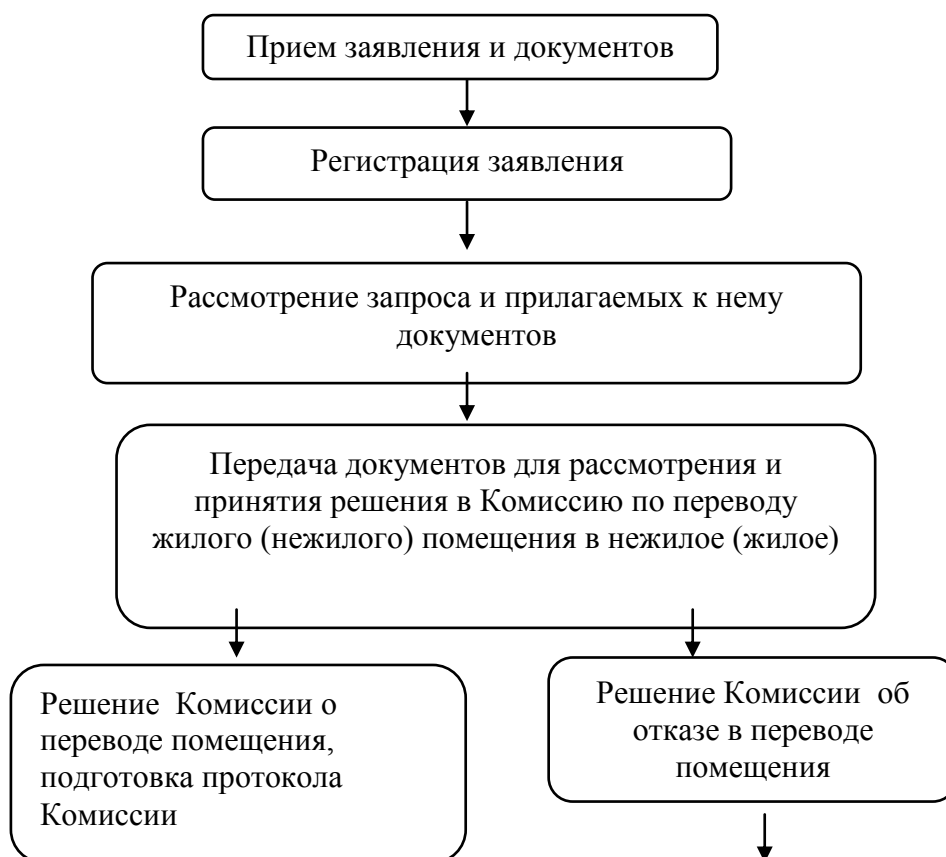 Прием заявления и документов
Регистрация заявления
Рассмотрение запроса и прилагаемых к нему
документов
Передача документов для рассмотрения и
принятия решения в Комиссию по переводу
жилого (нежилого) помещения в нежилое (жилое)
Решение Комиссии о
переводе помещения,
подготовка протокола
Комиссии
Решение Комиссии об
отказе в переводе
помещения